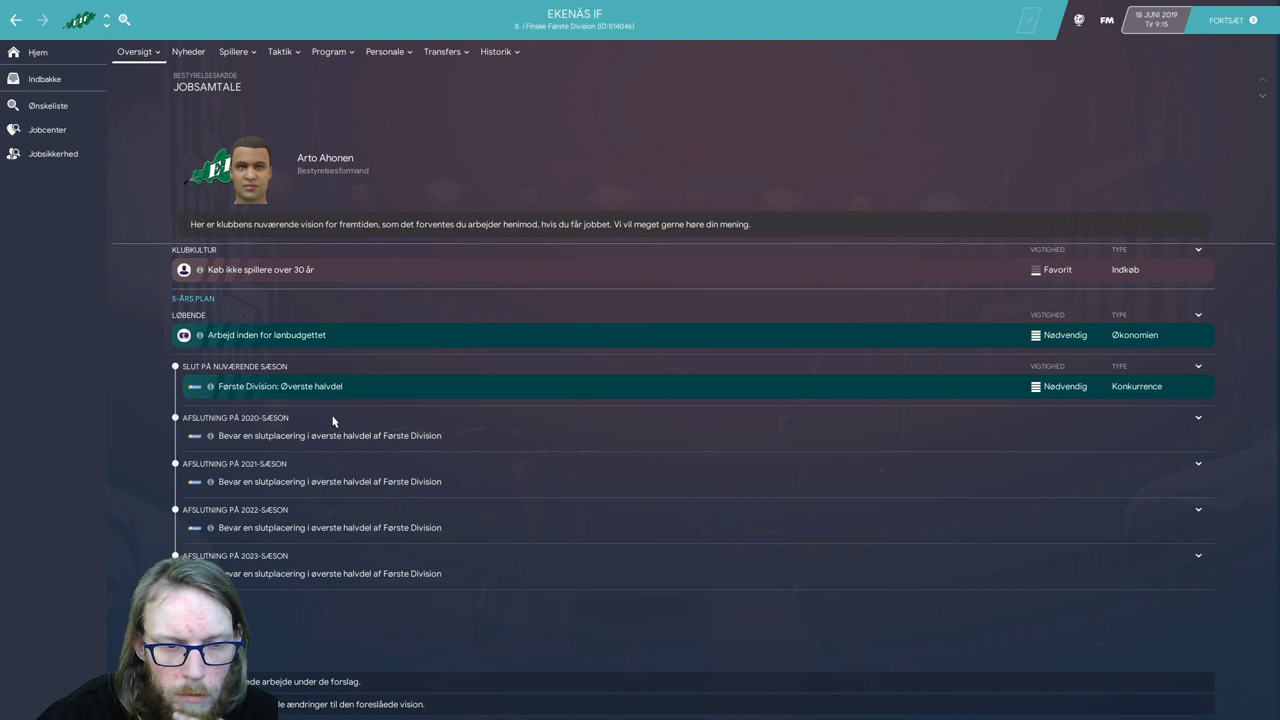 EKENÄS IF
8. i Finske Første Division (ID:514046)
FM
18 JUNI 2019
Tir 9:15
FORTSÆT
Hjem
Indbakke
Ønskeliste
Jobcenter
Jobsikkerhed
Oversigt
Nyheder
Spillere
Taktik
Program
Personale
Transfers
Historik
BESTYRELSESMØDE
JOBSAMTALE
Arto Ahonen
Bestyrelsesformand
Her er klubbens nuværende vision for fremtiden, som det forventes du arbejder henimod, hvis du får jobbet. Vi vil meget gerne høre din mening.
KLUBKULTUR VIGTIGHED TYPE
Køb ikke spillere over 30 år Favorit Indkøb
5-ÅRS PLAN
LØBENDE VIGTIGHED TYPE
Arbejd inden for lønbudgettet Nødvendig Økonomien
SLUT PÅ NUVÆRENDE SÆSON VIGTIGHED TYPE
Første Division: Øverste halvdel Nødvendig Konkurrence
AFSLUTNING PÅ 2020-SÆSON
Bevar en slutplacering i øverste halvdel af Første Division
AFSLUTNING PÅ 2021-SÆSON
Bevar en slutplacering i øverste halvdel af Første Division
AFSLUTNING PÅ 2022-SÆSON
Bevar en slutplacering i øverste halvdel af Første Division
AFSLUTNING PÅ 2023-SÆSON
evar en slutplacering i øverste halvdel af Første Division
ede arbejde under de forslag.
le ændringer til den foreslåede vision.